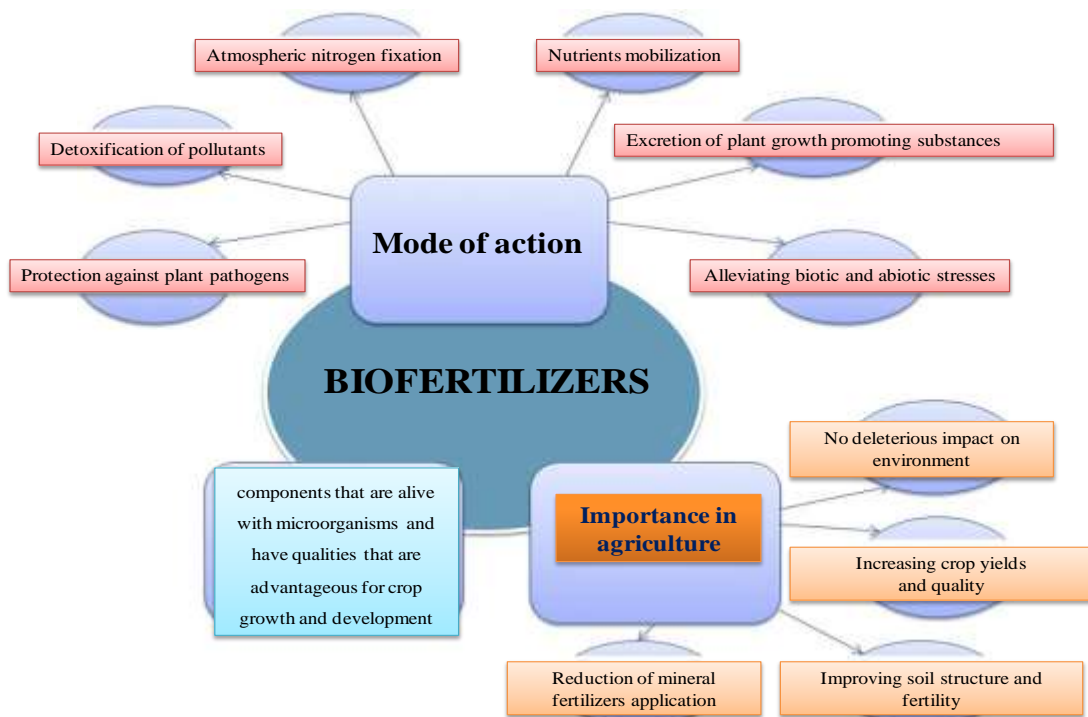 Atmospheric nitrogen fixation
Nutrients mobilization
Detoxification of pollutants
Excretion of plant growth promoting substances
Mode of action
Protection against plant pathogens
Alleviating biotic and abiotic stresses
BIOFERTILIZERS
components that are alive
with microorganisms and
have qualities that are
advantageous for crop
growth and development
Importance in
agriculture
No deleterious impact on
environment
Increasing crop yields
and quality
Reduction of mineral
fertilizers application
Improving soil structure and
fertility